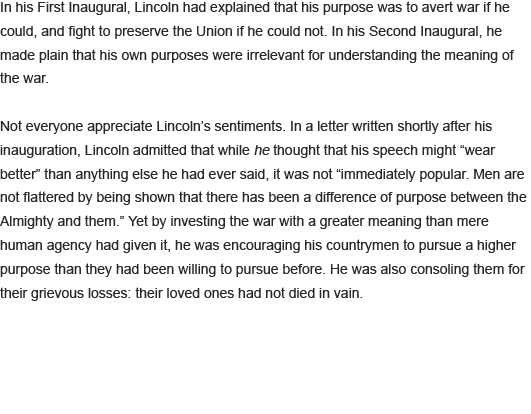 In his First Inaugural, Lincoln had explained that his purpose was to avert war if he
could, and fight to preserve the Union if he could not. In his Second Inaugural, he
made plain that his own purposes were irrelevant for understanding the meaning of
the war.
Not everyone appreciate Lincoln’s sentiments. In a letter written shortly after his
inauguration, Lincoln admitted that while he thought that his speech might “wear
better” than anything else he had ever said, it was not “immediately popular. Men are
not flattered by being shown that there has been a difference of purpose between the
Almighty and them.” Yet by investing the war with a greater meaning than mere
human agency had given it, he was encouraging his countrymen to pursue a higher
purpose than they had been willing to pursue before. He was also consoling them for
their grievous losses: their loved ones had not died in vain.